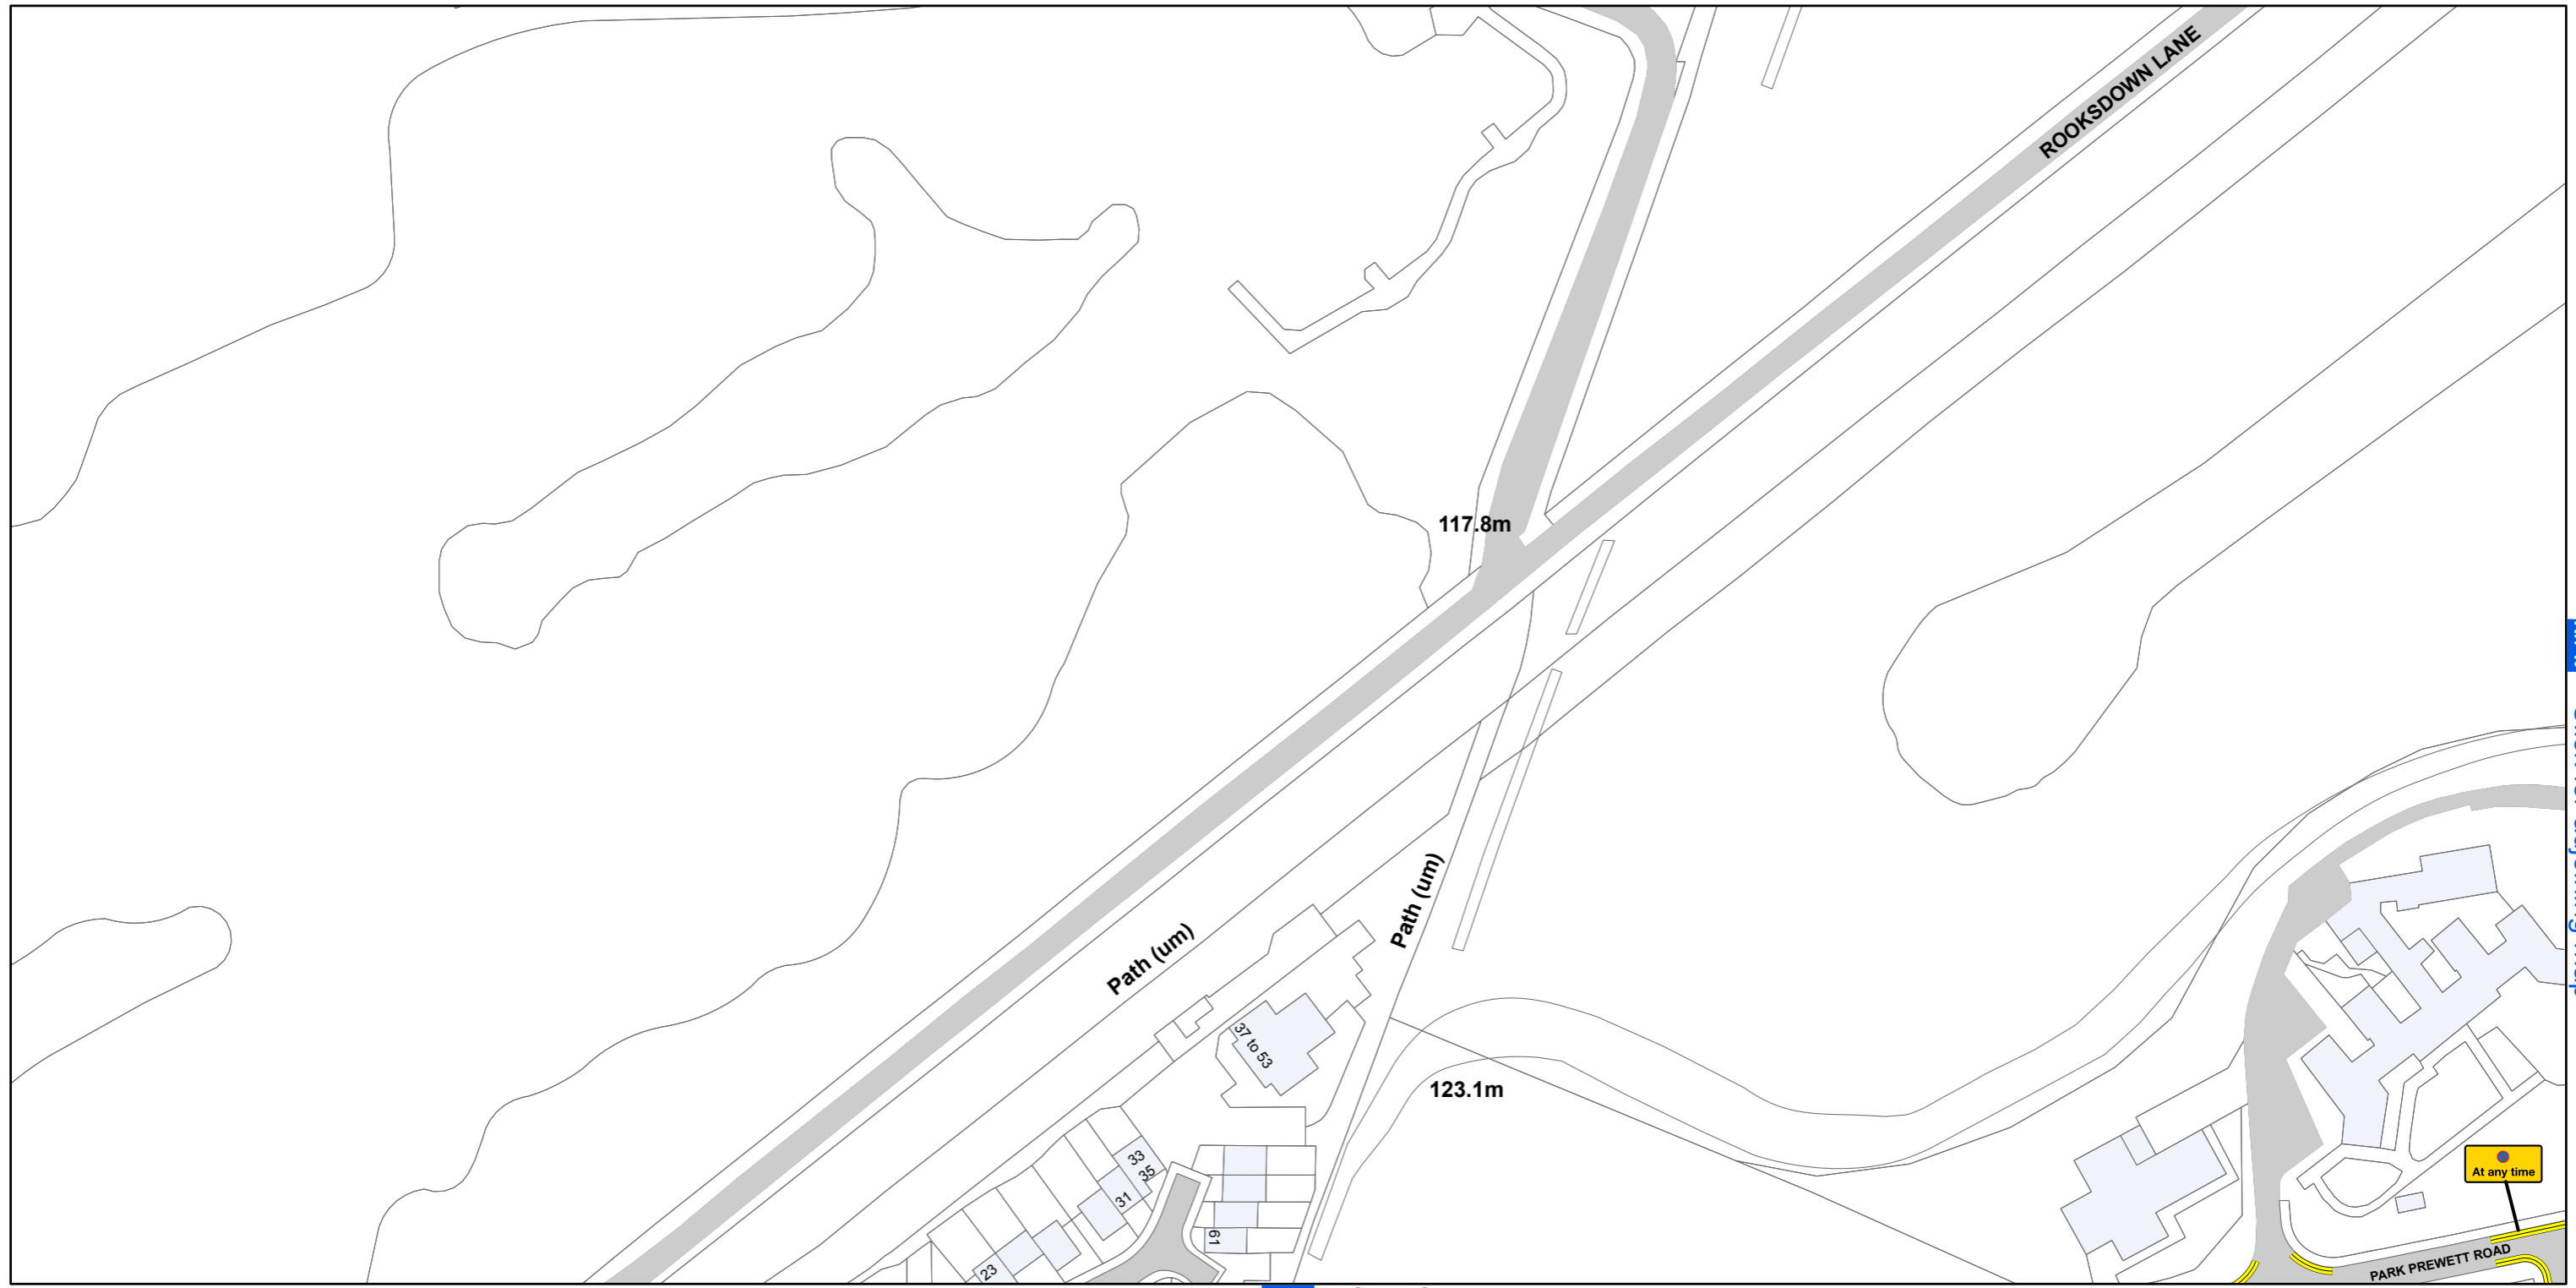 ROOKSDOWN LANE
117.8m
Path (um)
Path (um)
37 to 53
123.1m
33
35
31
61
23
At any time
PARK PREWETT ROAD